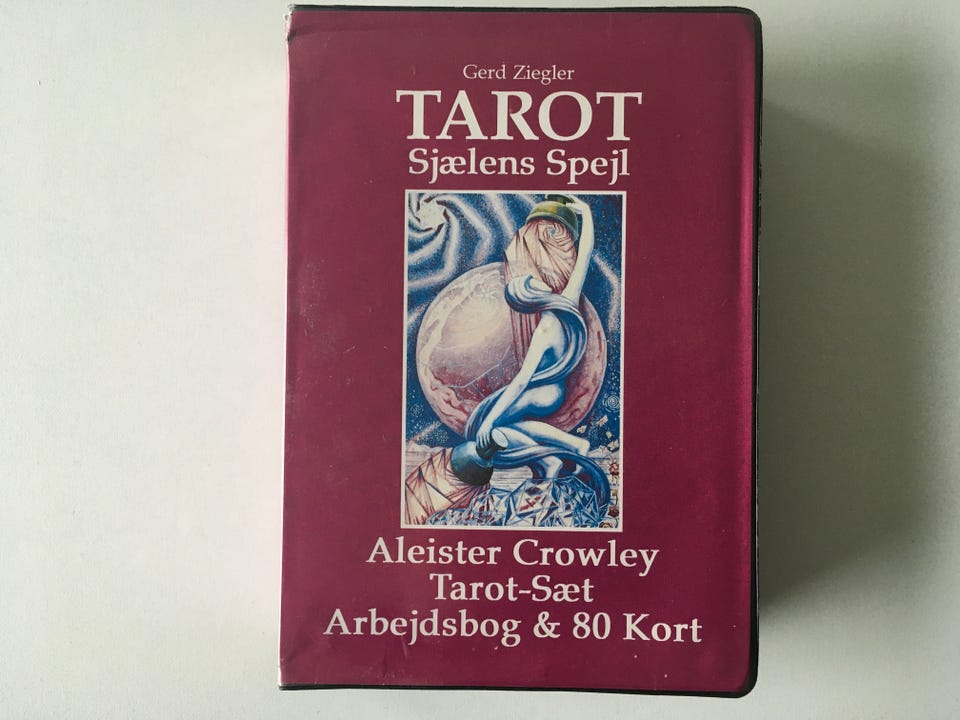 Gerd Ziegler
TAROT
Sjælens Spejl
Aleister Crowley
Tarot-Sæt
Arbejdsbog & 80 Kort